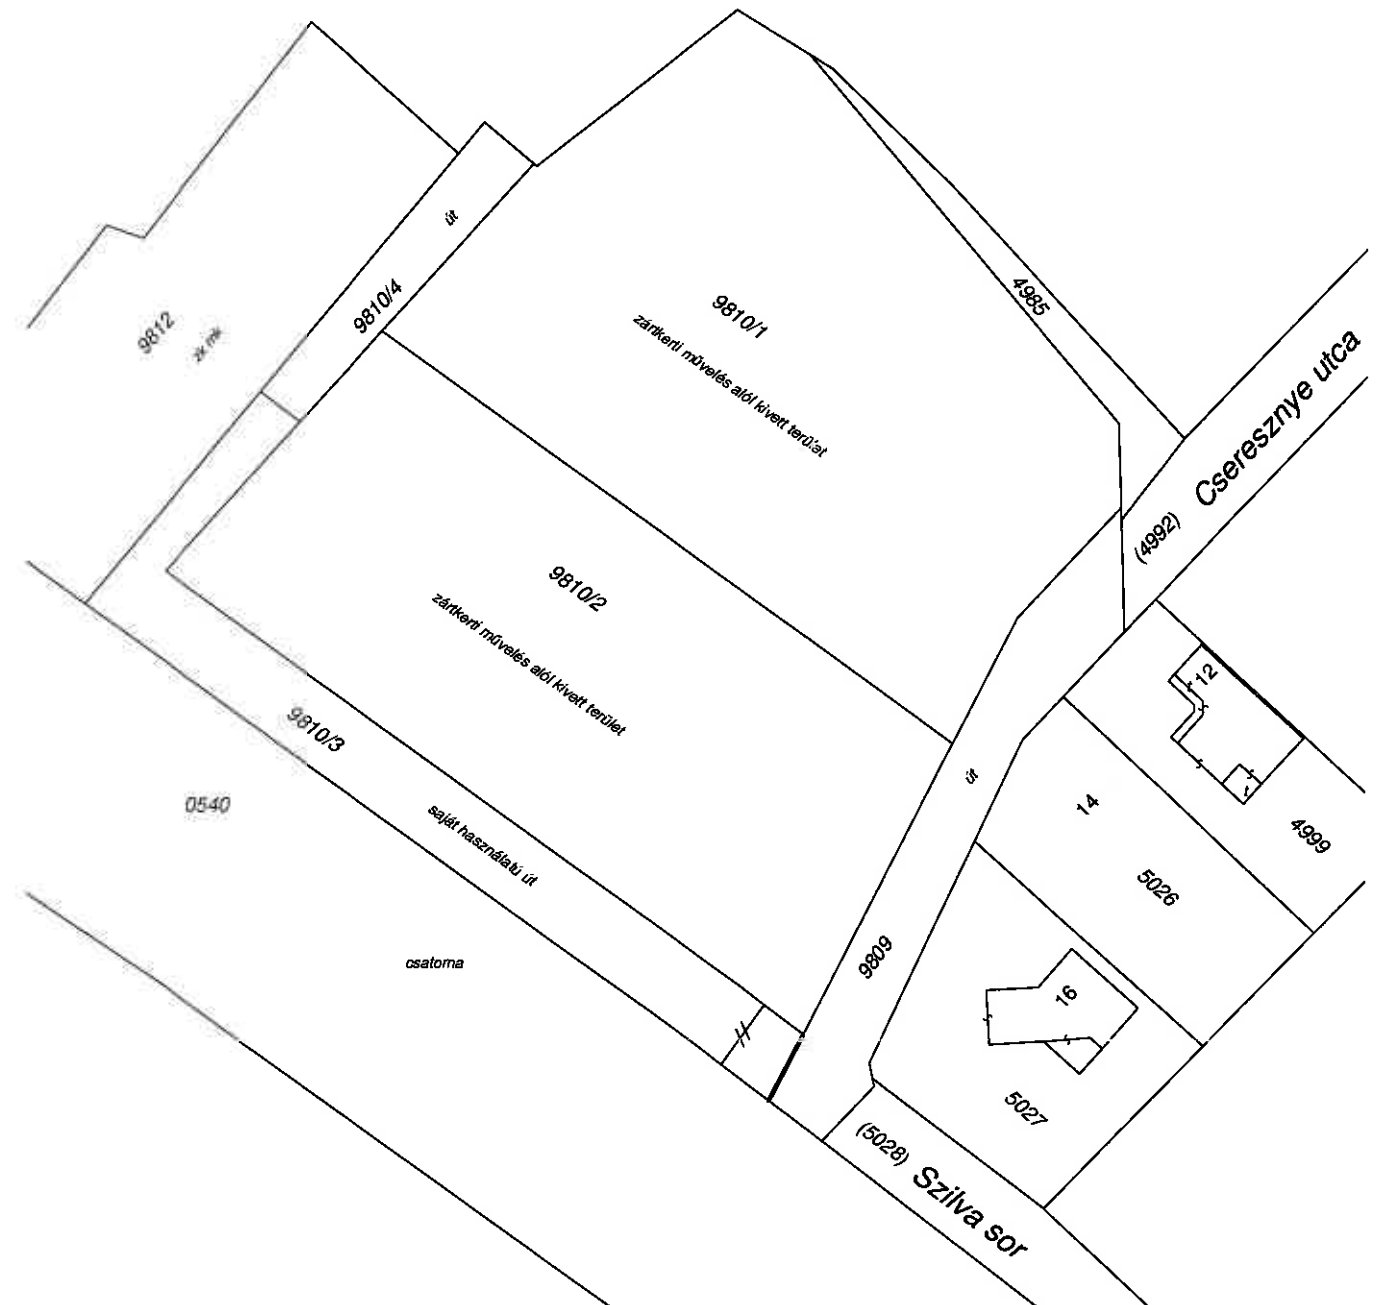 út
9810/4
9812
zk mk
9810/1
zártkerti művelés alól kivett terület
4985
Cseresznye utca
(4992)
9810/2
zártkerti művelés alól kivett terület
9810/3
saját használatú út
0540
csatorna
út
9809
12
14
4999
5026
16
5027
(5028) Szilva sor